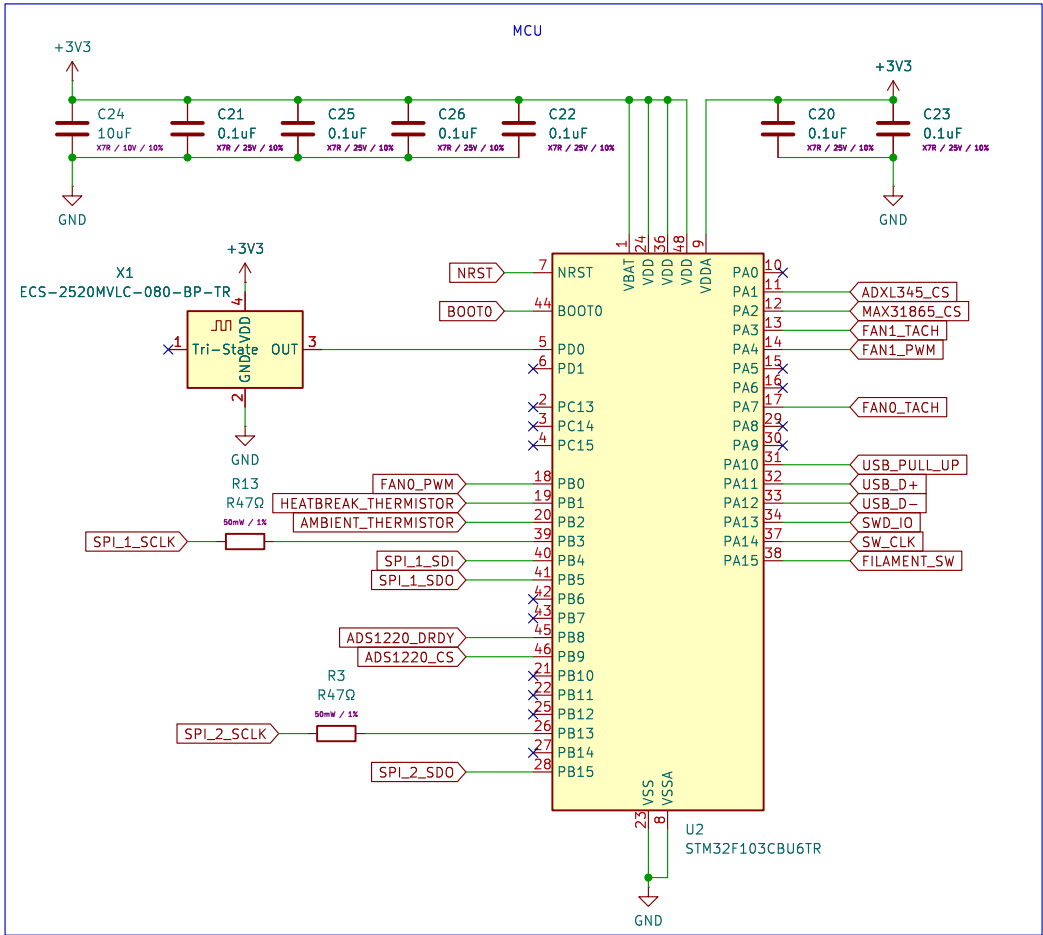 MCU
+3V3
C24
10uF
X7R / 10V / 10%
C21
0.1uF
X7R / 25V / 10%
C25
0.1uF
X7R / 25V / 10%
C26
0.1uF
X7R / 25V / 10%
C22
0.1uF
X7R / 25V / 10%
+3V3
C20
0.1uF
X7R / 25V / 10%
C23
0.1uF
X7R / 25V / 10%
GND
GND
+3V3
X1
ECS-2520MVLC-080-BP-TR
4
VDD
1
Tri-State
OUT
3
GND
2
GND
1
VBAT
24
VDD
36
VDD
48
VDD
9
VDDA
NRST
7
NRST
BOOT0
44
BOOT0
5
PD0
6
PD1
2
PC13
3
PC14
4
PC15
FAN0_PWM
18
PB0
HEATBREAK_THERMISTOR
19
PB1
AMBIENT_THERMISTOR
20
PB2
R13
R47Ω
50mW / 1%
SPI_1_SCLK
39
PB3
SPI_1_SDI
40
PB4
SPI_1_SDO
41
PB5
42
PB6
43
PB7
ADS1220_DRDY
45
PB8
ADS1220_CS
46
PB9
21
PB10
22
PB11
25
PB12
R3
R47Ω
50mW / 1%
SPI_2_SCLK
26
PB13
27
PB14
SPI_2_SDO
28
PB15
PA0
10
PA1
11
ADXL345_CS
PA2
12
MAX31865_CS
PA3
13
FAN1_TACH
PA4
14
FAN1_PWM
PA5
15
PA6
16
PA7
17
FAN0_TACH
PA8
29
PA9
30
PA10
31
USB_PULL_UP
PA11
32
USB_D+
PA12
33
USB_D-
PA13
34
SWD_IO
PA14
37
SW_CLK
PA15
38
FILAMENT_SW
VSS
23
VSSA
8
U2
STM32F103CBU6TR
GND